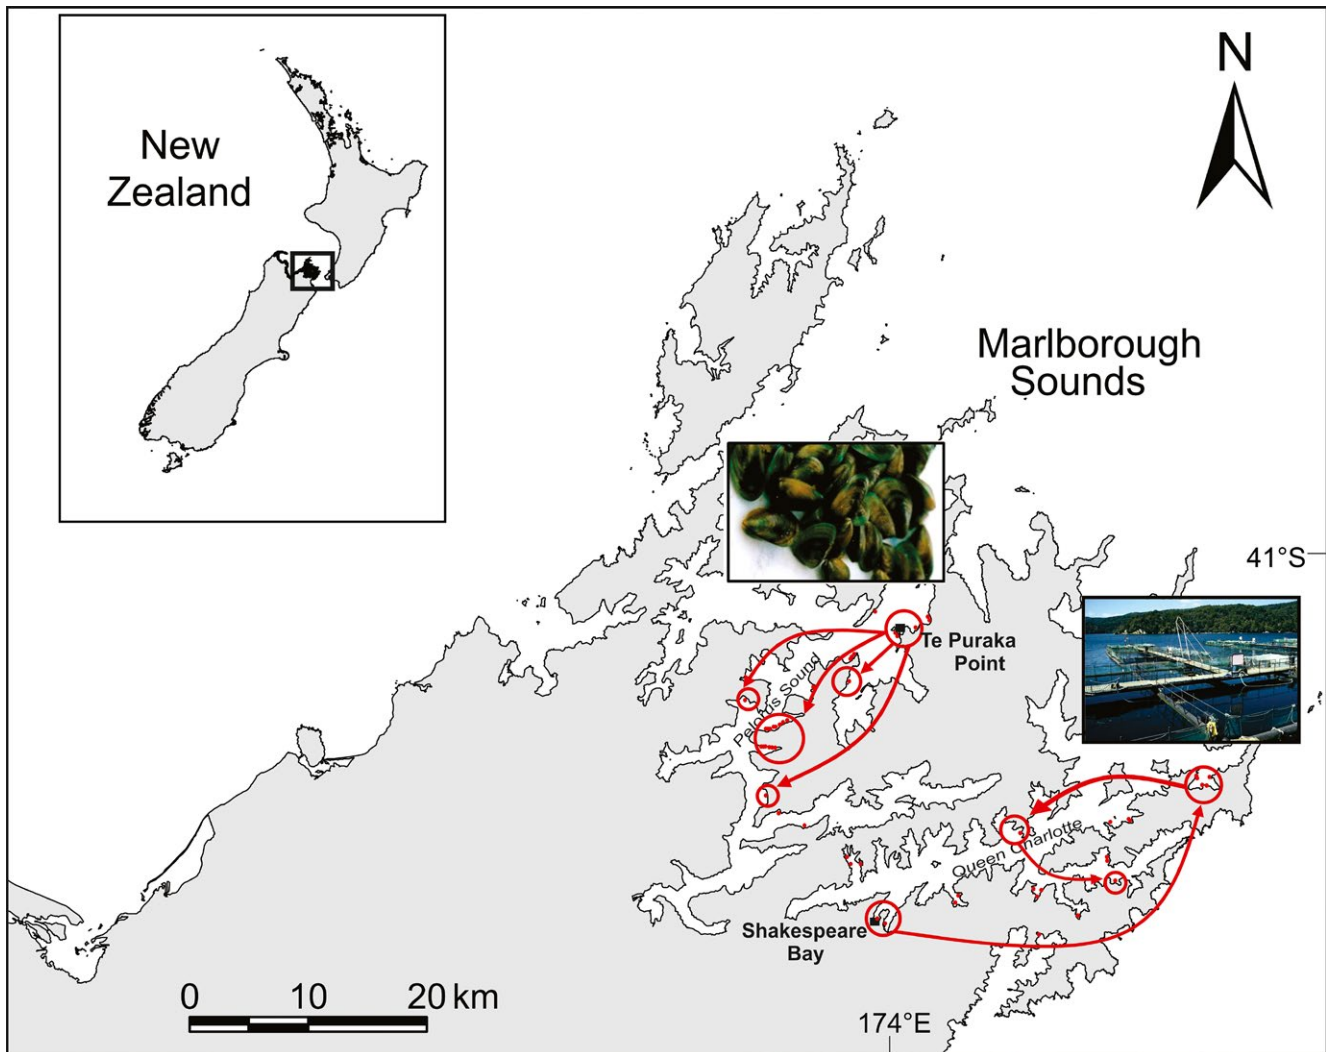 New
Zealand
N
Marlborough
Sounds
41°S
Te Puraka
Point
Pelorus Sound
Queen Charlotte
Shakespeare
Bay
0 10 20 km
174°E